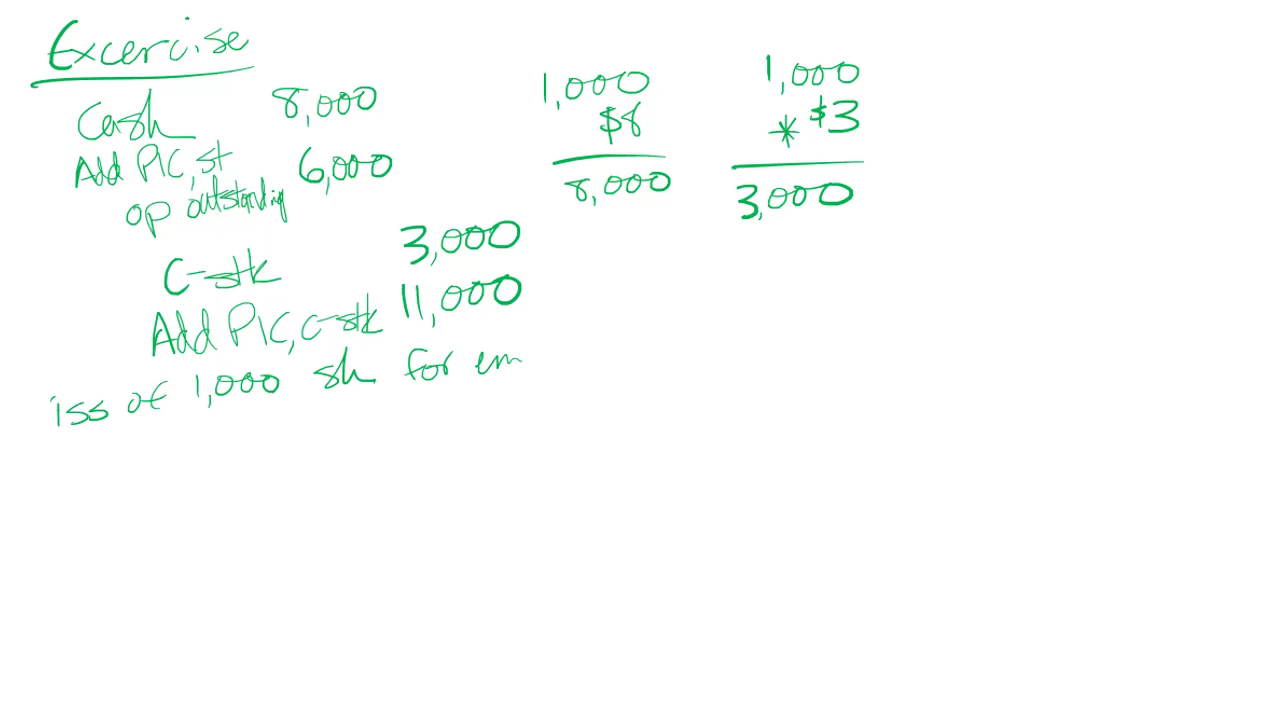 Excercise
Cash 8,000
Add PIC, st 6,000
op outstanding
C-stk 3,000
Add PIC, c-stk 11,000
iss of 1,000 sh for em
1,000
$8
8,000
1,000
* $3
3,000